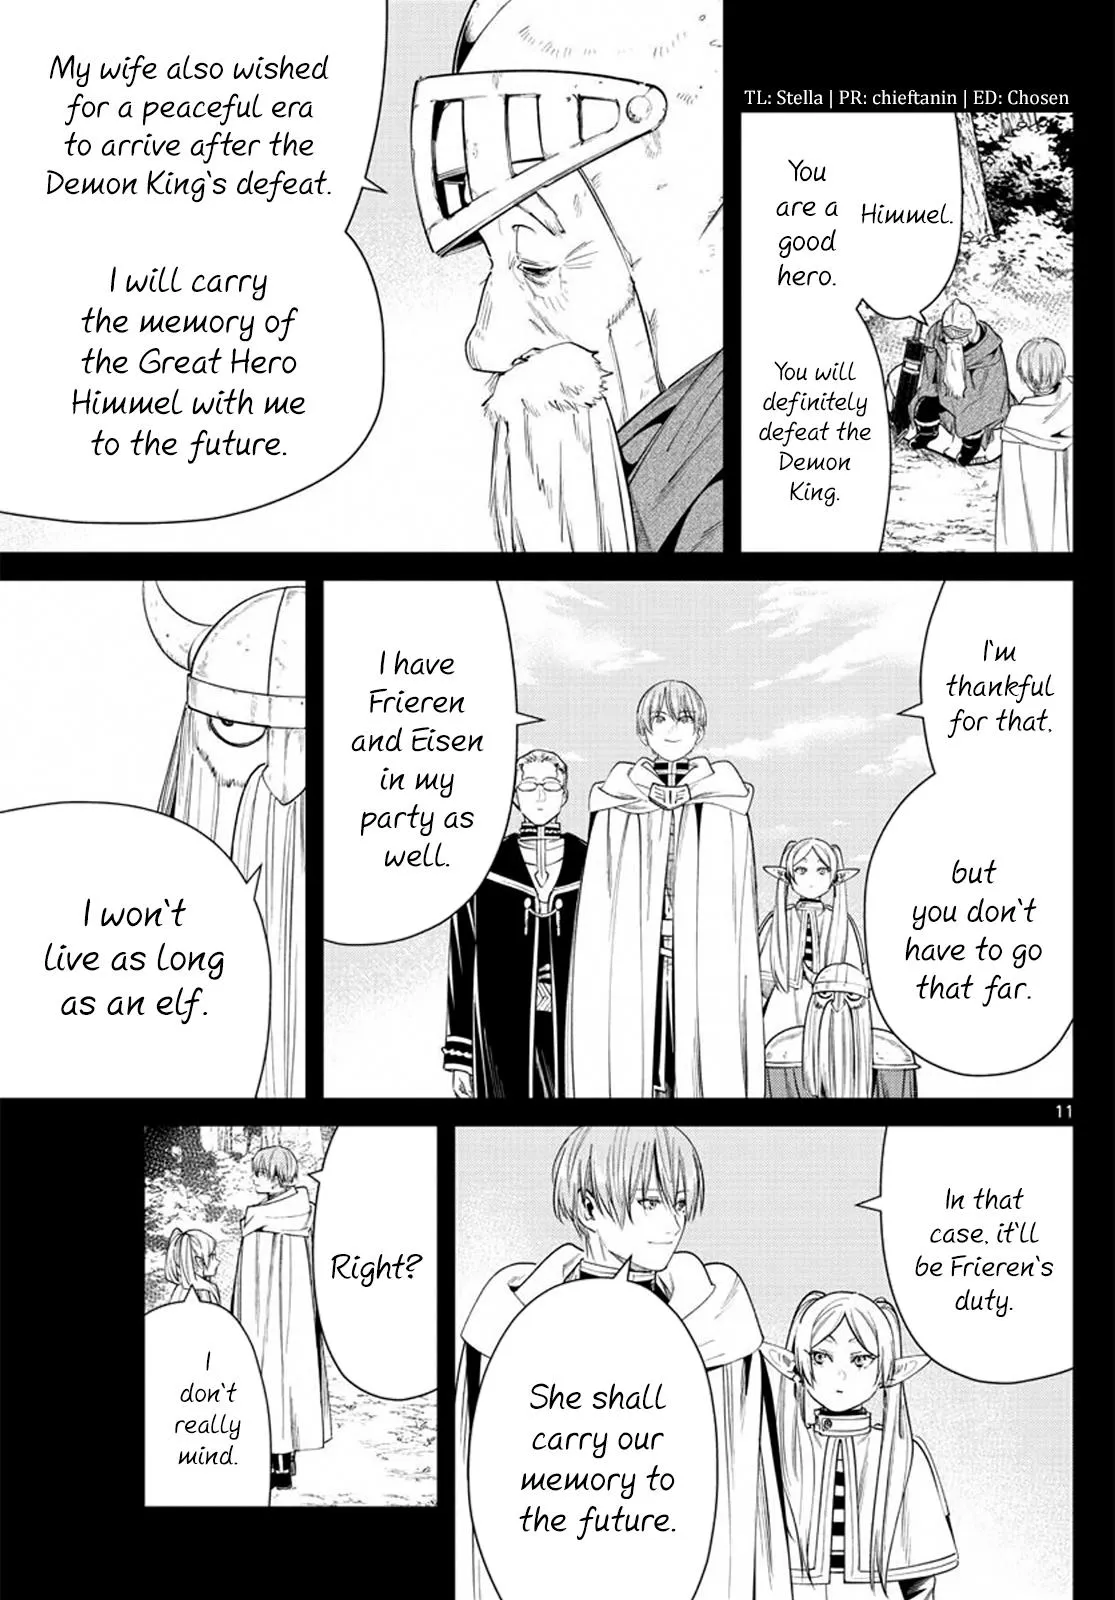 TL: Stella | PR: chieftanin | ED: Chosen
Himmel.
You
are a
good
hero.
You will
definitely
defeat the
Demon
King.
My wife also wished
for a peaceful era
to arrive after the
Demon King's defeat.
I will carry
the memory of
the Great Hero
Himmel with me
to the future.
I'm
thankful
for that,
but
you don't
have to go
that far.
I have
Frieren
and Eisen
in my
party as
well.
I won't
live as long
as an elf.
11
In that
case, it'll
be Frieren's
duty.
She shall
carry our
memory to
the future.
Right?
I
don't
really
mind.